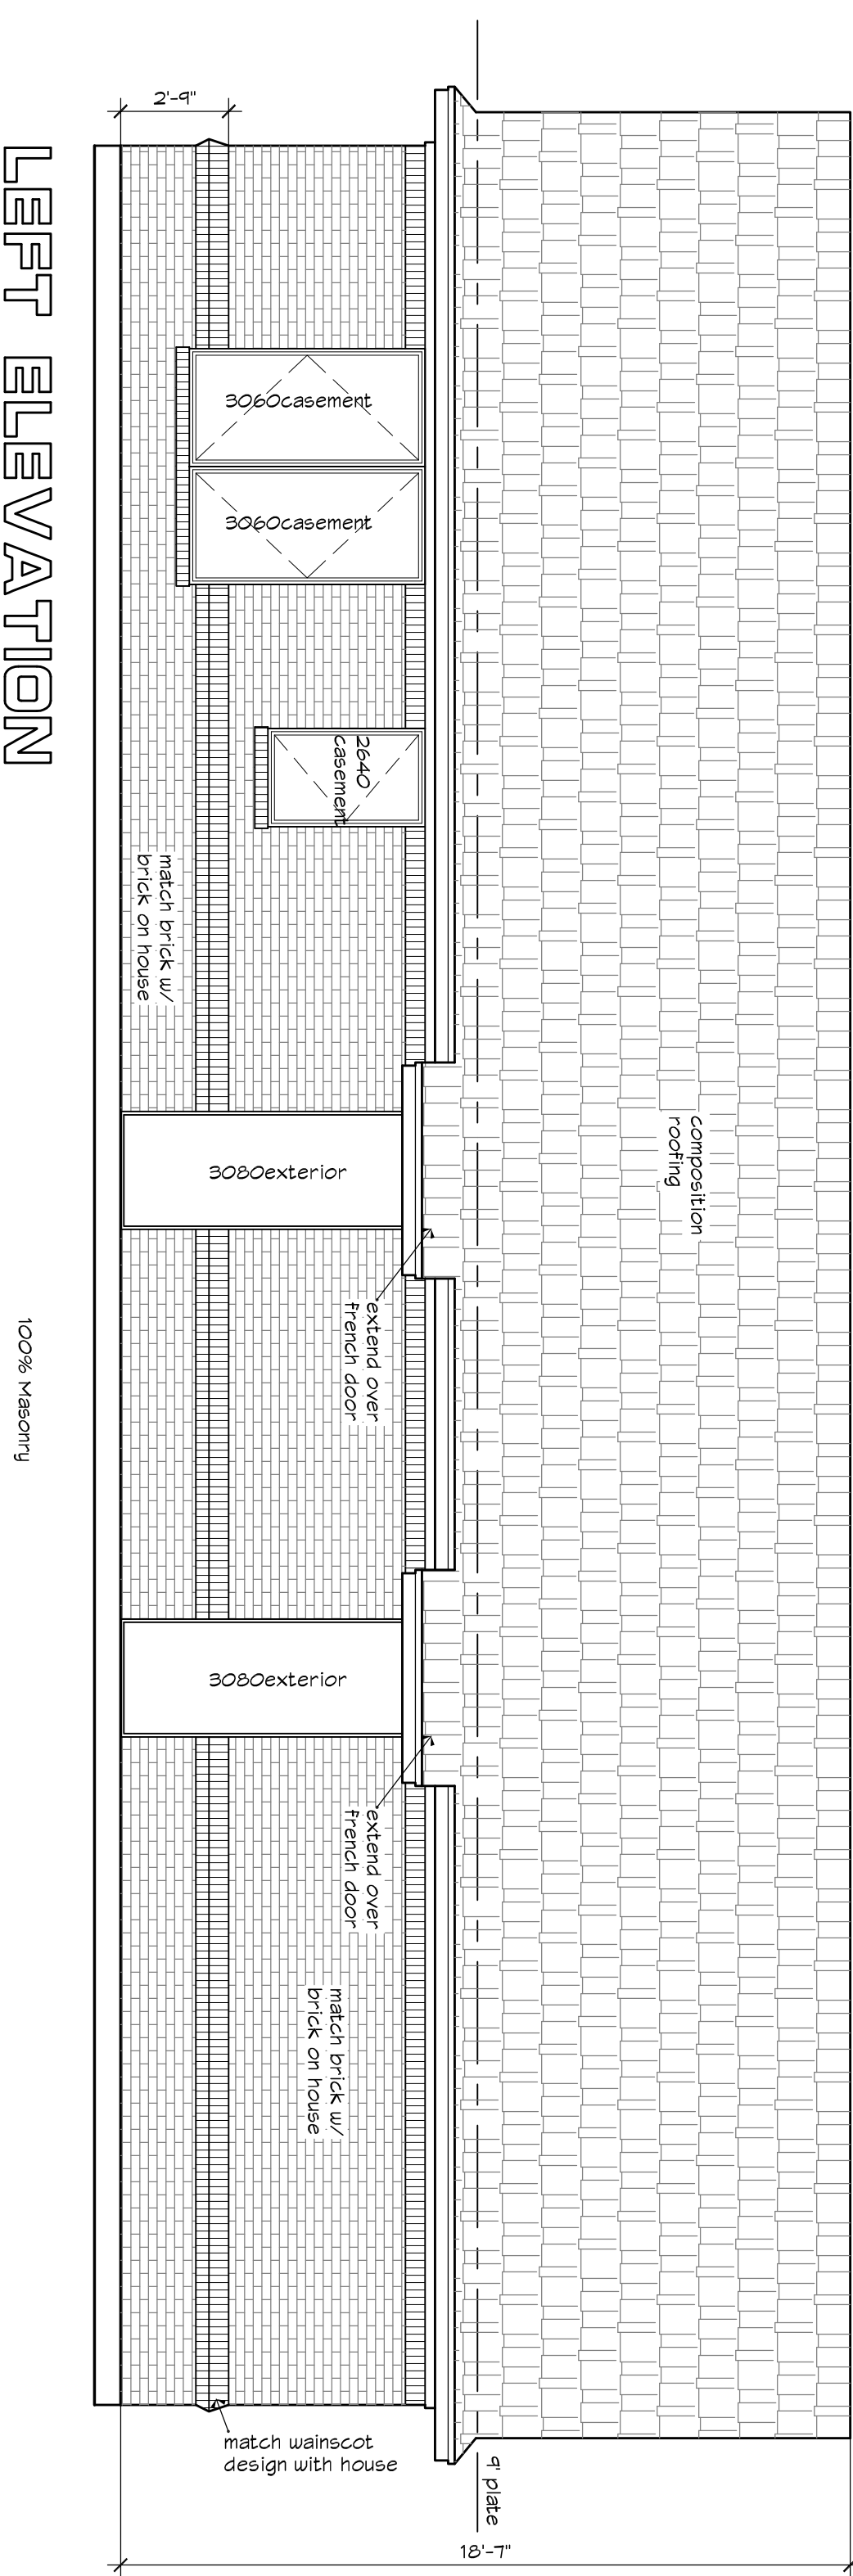 composition
roofing
9' plate
18'-7"
2'-9"
3060casement
3060casement
2640
casement
3080exterior
3080exterior
extend over
french door
extend over
french door
match brick w/
brick on house
match brick w/
brick on house
match wainscot
design with house
LEFT ELEVATION
100% Masonry